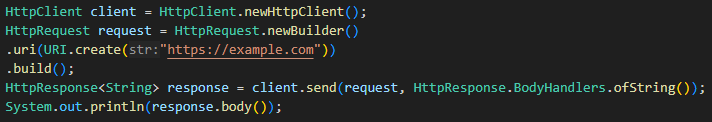 HttpClient client = HttpClient.newHttpClient();
HttpRequest request = HttpRequest.newBuilder()
.uri(URI.create(str:"https://example.com"))
.build();
HttpResponse<String> response = client.send(request, HttpResponse.BodyHandlers.ofString());
System.out.println(response.body());